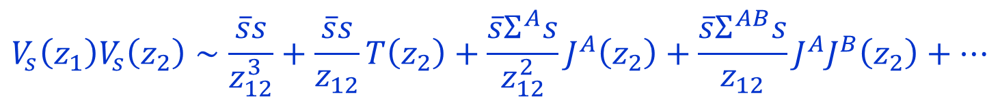 $V_s(z_1)V_s(z_2) \sim \frac{\bar{s}s}{z_{12}^3} + \frac{\bar{s}s}{z_{12}} T(z_2) + \frac{\bar{s}\Sigma^A s}{z_{12}^2} J^A(z_2) + \frac{\bar{s}\Sigma^{AB} s}{z_{12}} J^A J^B(z_2) + \cdots$